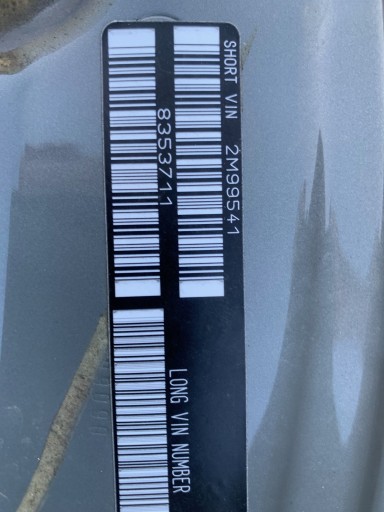 SHORT VIN 2M99541
8353711
LONG VIN NUMBER